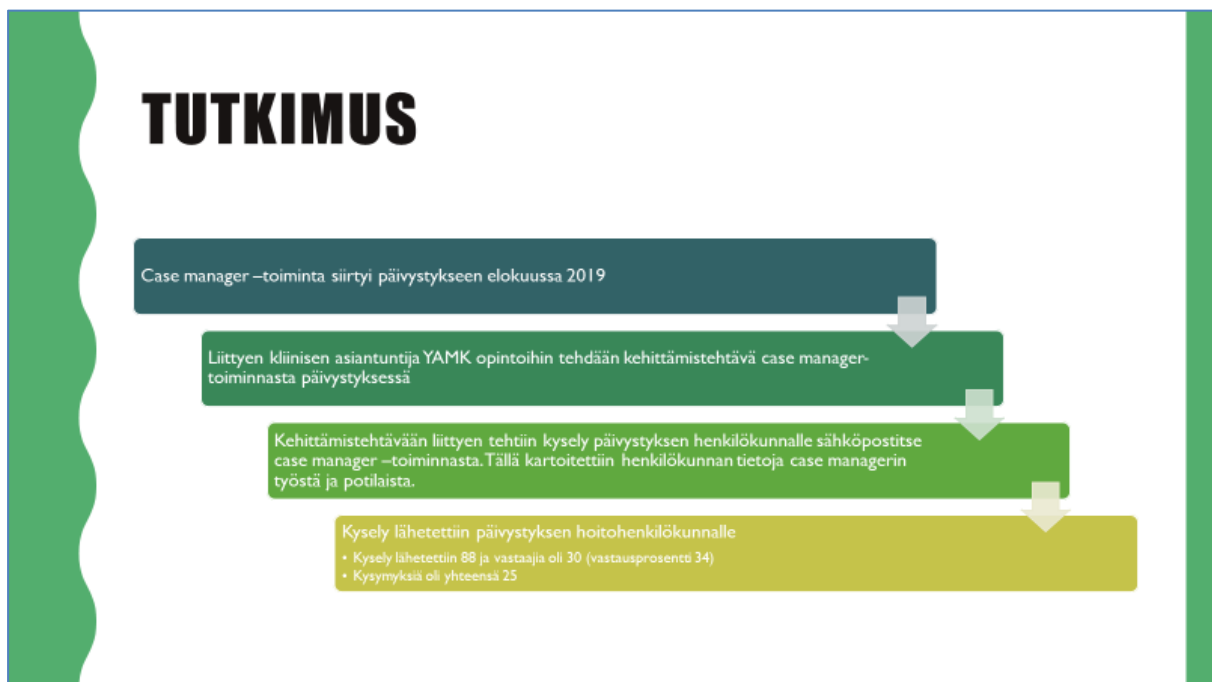 TUTKIMUS
Case manager –toiminta siirtyi päivystykseen elokuussa 2019
Liittyen kliinisen asiantuntija YAMK opintoihin tehdään kehittämistehtävä case manager-
toiminnasta päivystyksessä
Kehittämistehtävään liittyen tehtiin kysely päivystyksen henkilökunnalle sähköpostitse
case manager –toiminnasta. Tällä kartoitettiin henkilökunnan tietoja case managerin
työstä ja potilaista.
Kysely lähetettiin päivystyksen hoitohenkilökunnalle
• Kysely lähetettiin 88 ja vastaajia oli 30 (vastausprosentti 34)
• Kysymyksiä oli yhteensä 25